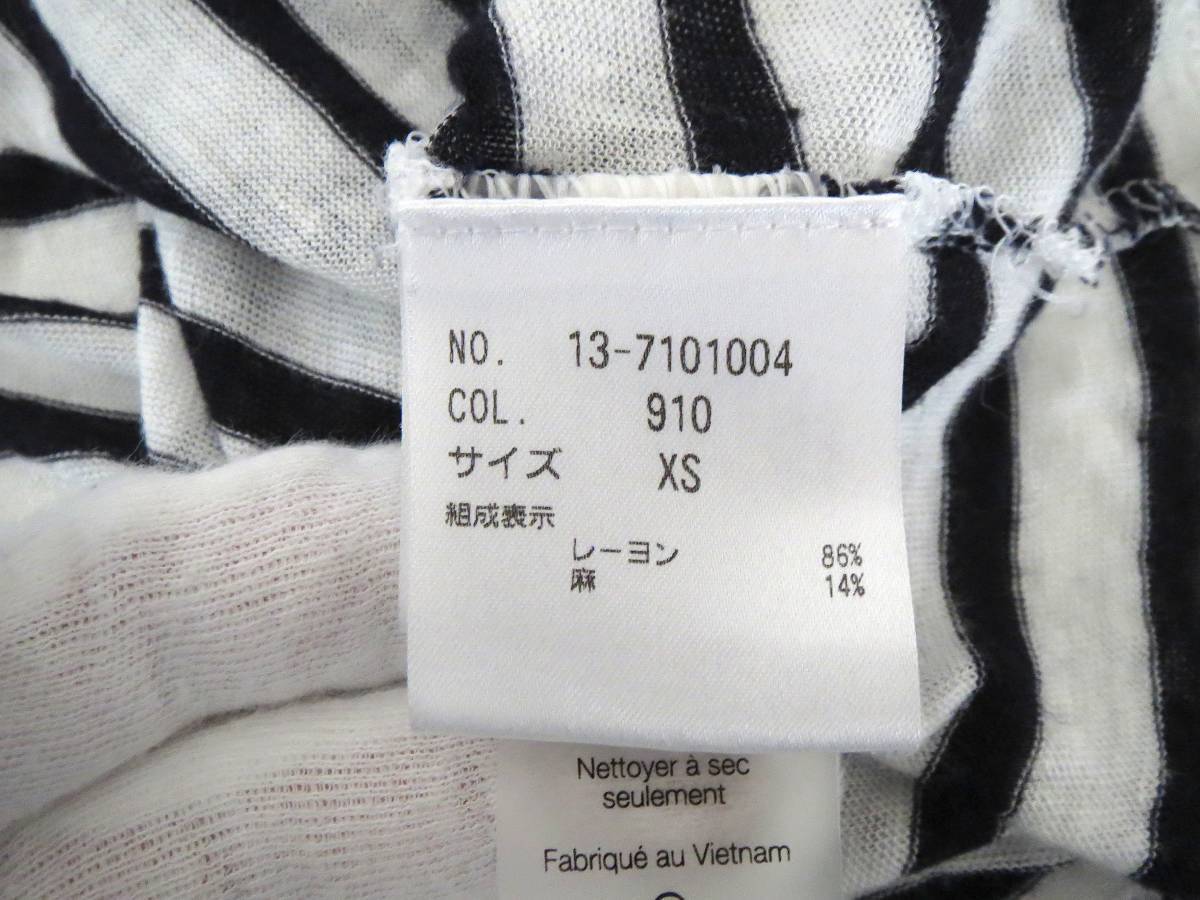 NO. 13-7101004
COL. 910
サイズ XS
組成表示
レーヨン 86%
麻 14%
Nettoyer à sec
seulement
Fabriqué au Vietnam